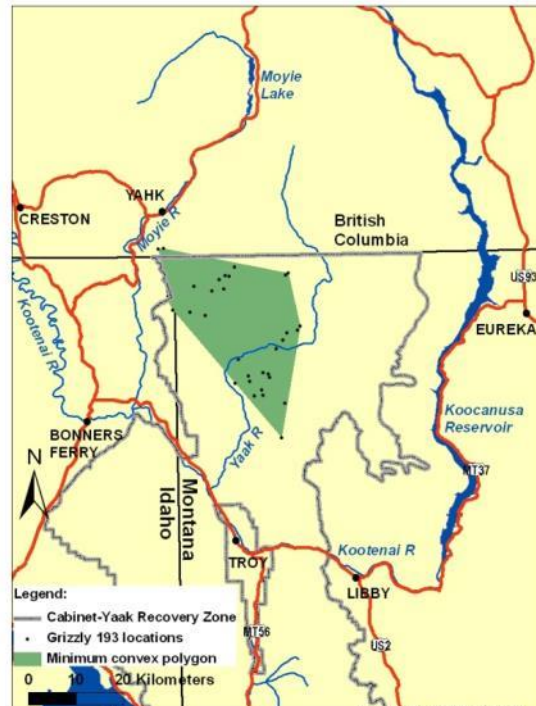 Moyie
Lake
YAHK
CRESTON
Moyie R
British
Columbia
US93
Kootenai R
EUREKA
Koocanusa
Reservoir
BONNERS
FERRY
Yaak R
N
MT37
Montana
Idaho
Kootenai R
TROY
LIBBY
Legend:
Cabinet-Yaak Recovery Zone
Grizzly 193 locations
Minimum convex polygon
MT56
US2
0 10 20 Kilometers